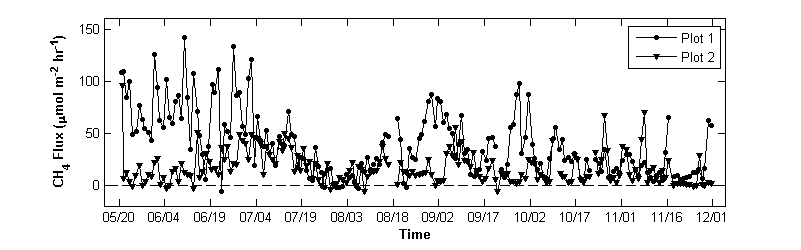 CH4 Flux (μmol m-2 hr-1)
150
100
50
0
Plot 1
Plot 2
05/20 06/04 06/19 07/04 07/19 08/03 08/18 09/02 09/17 10/02 10/17 11/01 11/16 12/01
Time